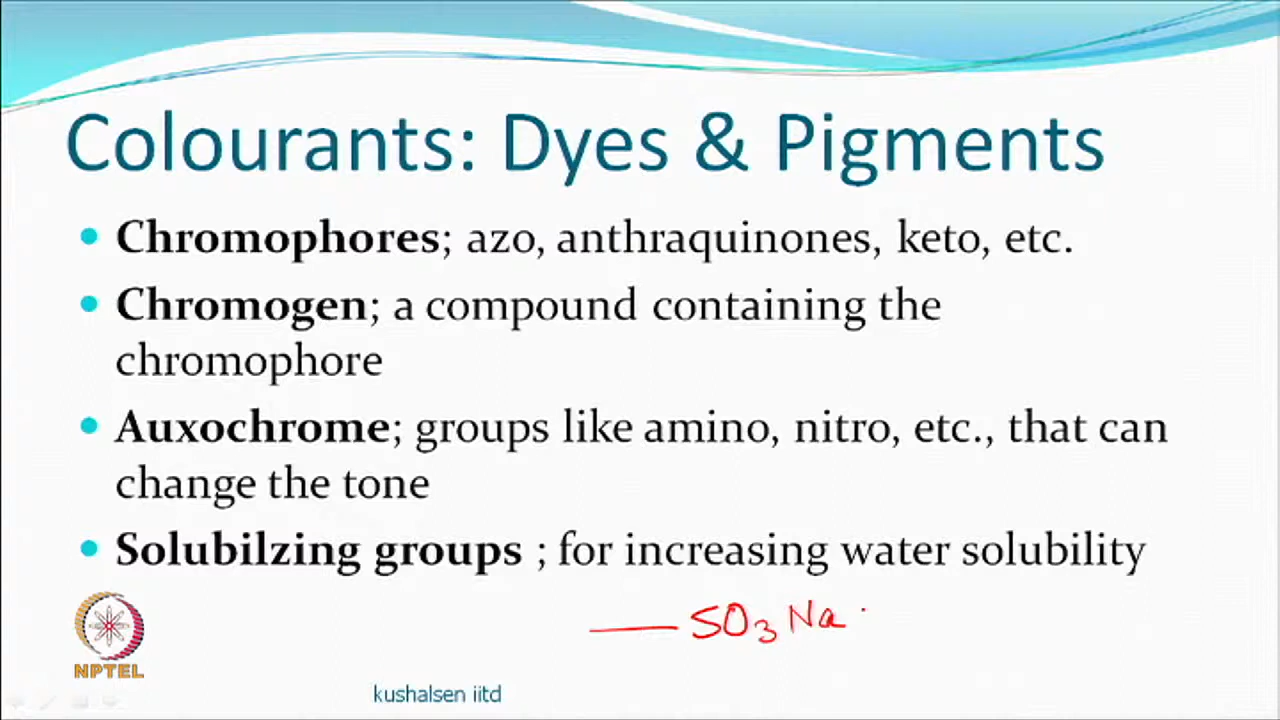 Colourants: Dyes & Pigments
Chromophores; azo, anthraquinones, keto, etc.
Chromogen; a compound containing the
chromophore
Auxochrome; groups like amino, nitro, etc., that can
change the tone
Solubilzing groups ; for increasing water solubility
—SO₃Na
NPTEL
kushalsen iitd